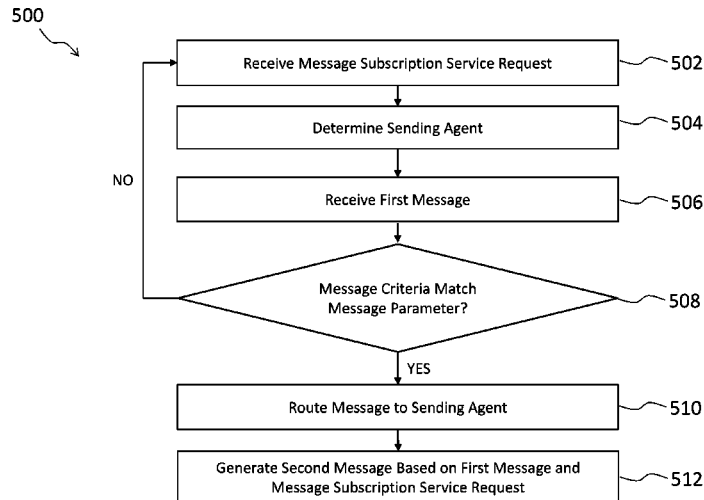 500
Receive Message Subscription Service Request
502
Determine Sending Agent
504
NO
Receive First Message
506
Message Criteria Match
Message Parameter?
508
YES
Route Message to Sending Agent
510
Generate Second Message Based on First Message and
Message Subscription Service Request
512